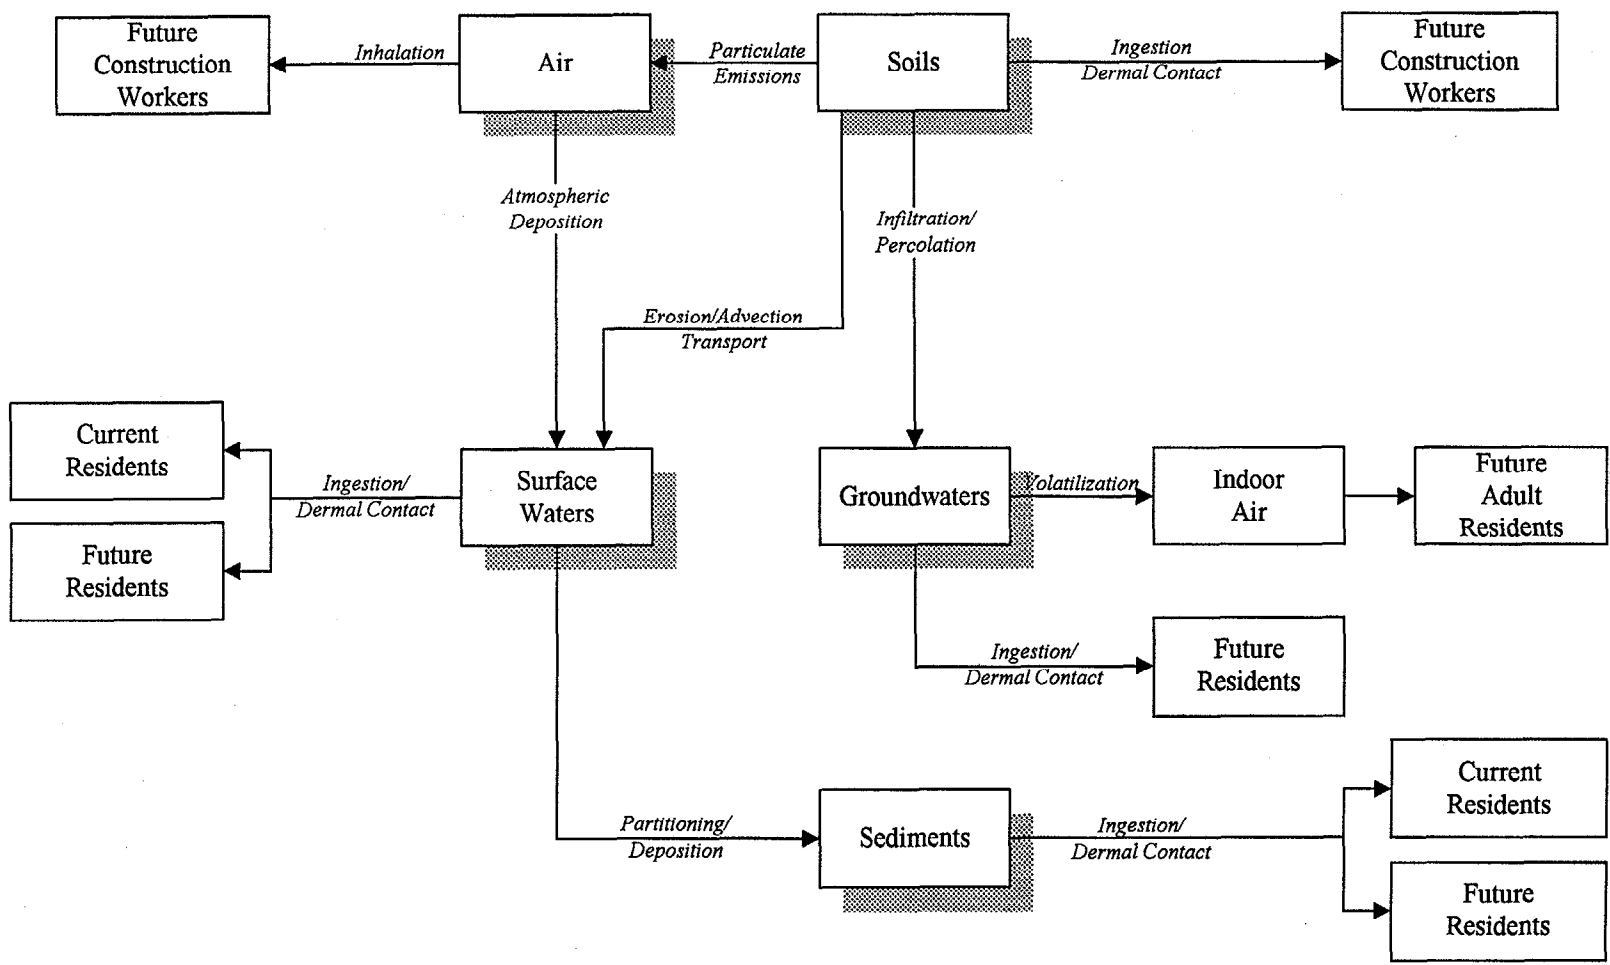 Future
Construction
Workers
Inhalation
Air
Particulate
Emissions
Soils
Ingestion
Dermal Contact
Future
Construction
Workers
Atmospheric
Deposition
Infiltration/
Percolation
Erosion/Advection
Transport
Current
Residents
Future
Residents
Ingestion/
Dermal Contact
Surface
Waters
Groundwaters
Volatilization
Indoor
Air
Future
Adult
Residents
Ingestion/
Dermal Contact
Future
Residents
Partitioning/
Deposition
Sediments
Ingestion/
Dermal Contact
Current
Residents
Future
Residents